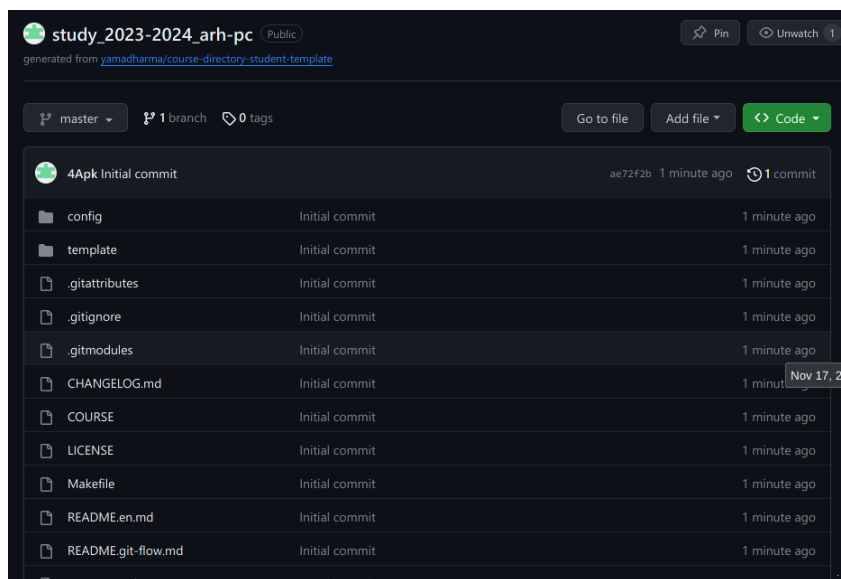 study_2023-2024_arh-pc Public Pin Unwatch 1
generated from yamadharma/course-directory-student-template
master 1 branch 0 tags Go to file Add file <> Code
4Apk Initial commit ae72f2b 1 minute ago 1 commit
config Initial commit 1 minute ago
template Initial commit 1 minute ago
.gitattributes Initial commit 1 minute ago
.gitignore Initial commit 1 minute ago
.gitmodules Initial commit 1 minute ago
Nov 17, 2
CHANGELOG.md Initial commit 1 minut
COURSE Initial commit 1 minute ago
LICENSE Initial commit 1 minute ago
Makefile Initial commit 1 minute ago
README.en.md Initial commit 1 minute ago
README.git-flow.md Initial commit 1 minute ago